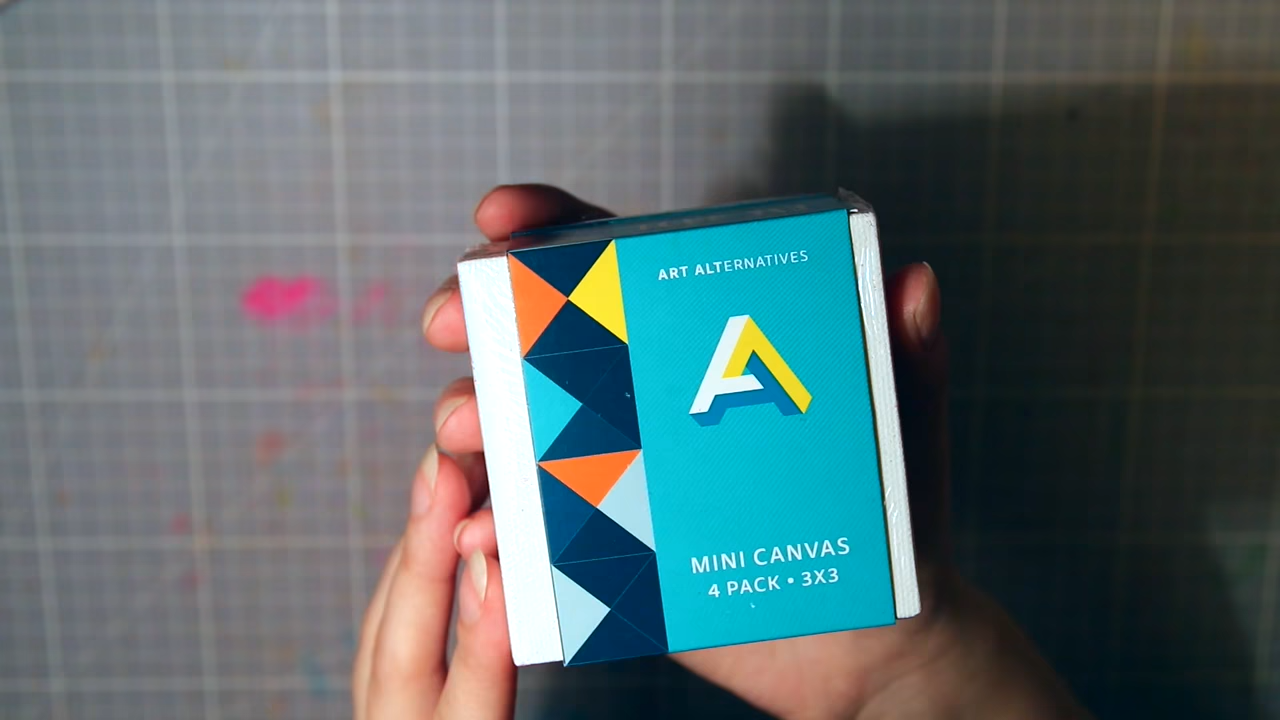 ART ALTERNATIVES
A
MINI CANVAS
4 PACK • 3X3